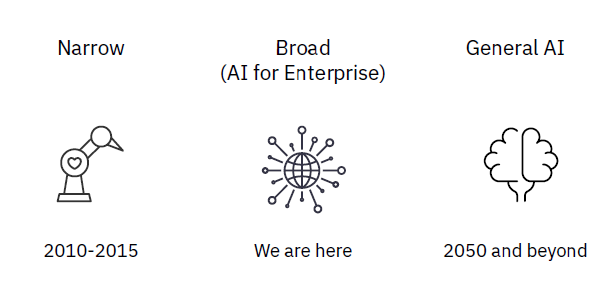 Narrow
Broad
(AI for Enterprise)
General AI
2010-2015
We are here
2050 and beyond